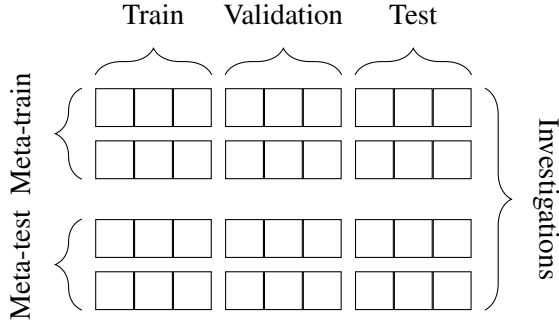 Train Validation Test
Meta-train
Meta-test
Investigations